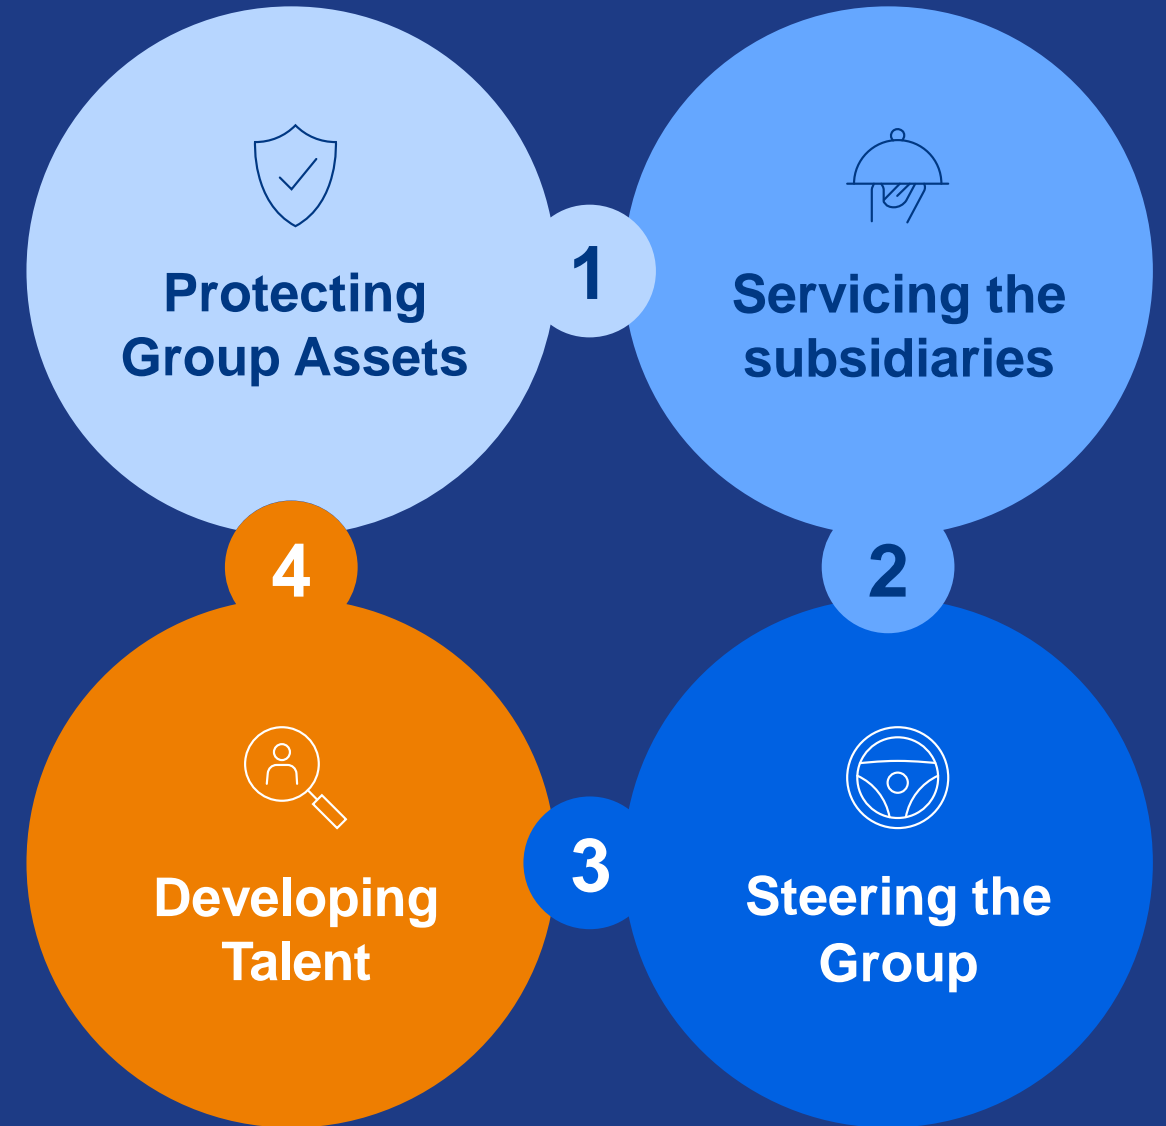 Protecting
Group Assets
1
Servicing the
subsidiaries
2
Steering the
Group
3
Developing
Talent
4